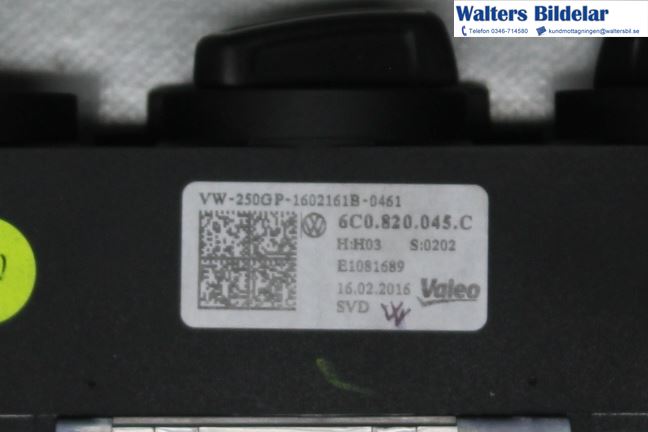 Walters Bildelar
Telefon 0346-714580 kundmottagningen@waltersbil.se
VW-250GP-1602161B-0461
6C0.820.045.C
H:H03 S:0202
E1081689
16.02.2016 Valeo
SVD